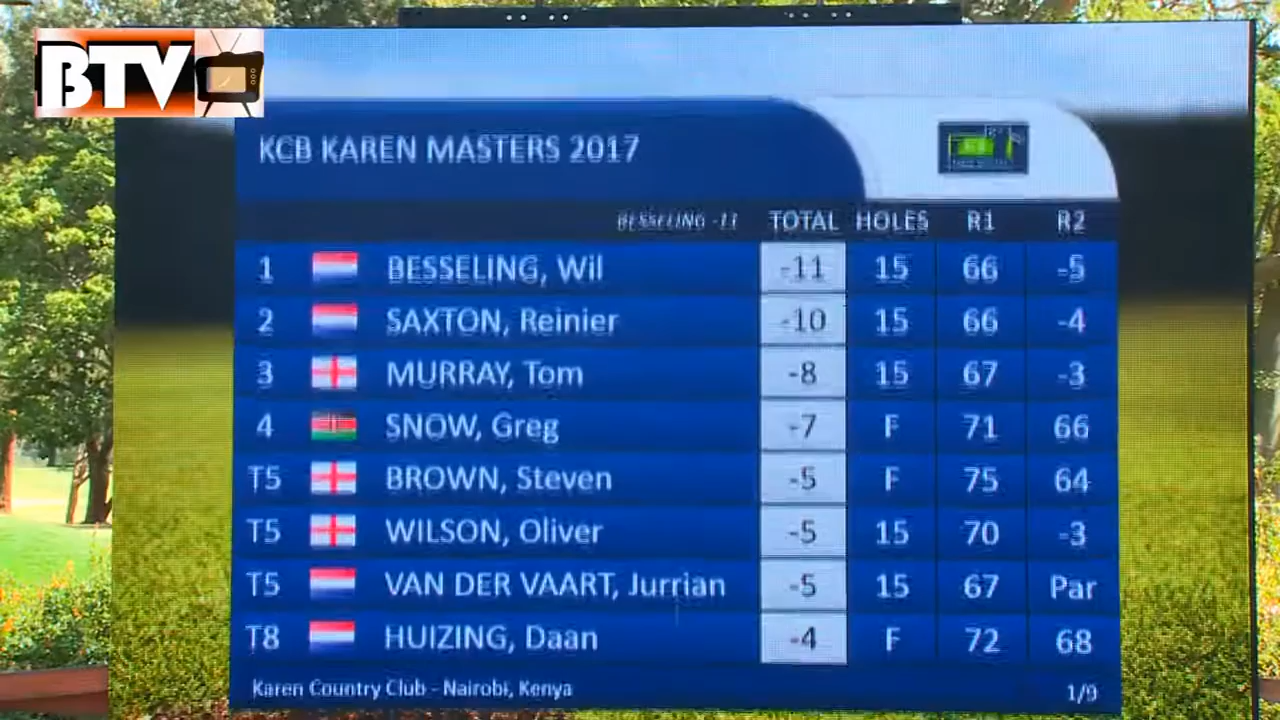 BTV
KCB KAREN MASTERS 2017
BESSELING -11 TOTAL HOLES R1 R2
1 BESSELING, Wil -11 15 66 -5
2 SAXTON, Reinier -10 15 66 -4
3 MURRAY, Tom -8 15 67 -3
4 SNOW, Greg -7 F 71 66
T5 BROWN, Steven -5 F 75 64
T5 WILSON, Oliver -5 15 70 -3
T5 VAN DER VAART, Jurrian -5 15 67 Par
T8 HUIZING, Daan -4 F 72 68
Karen Country Club - Nairobi, Kenya 1/9